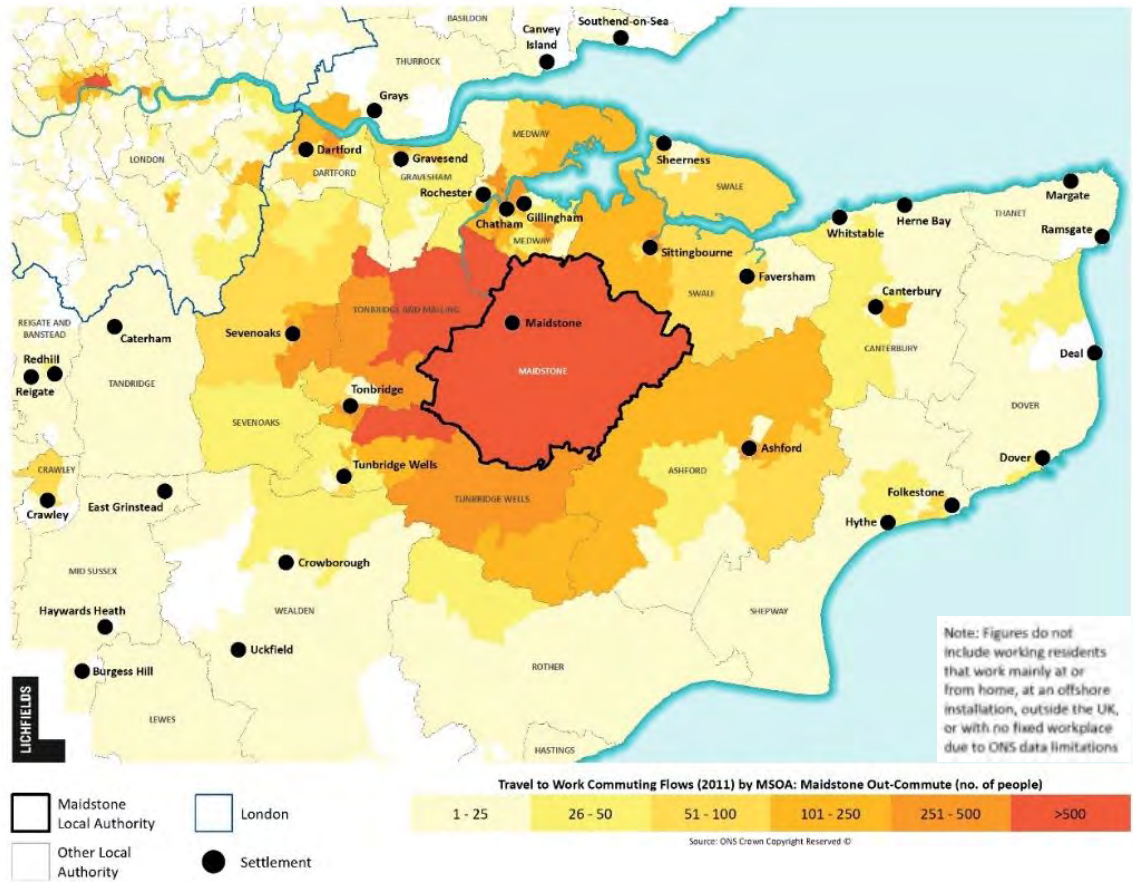 BASILDON
Southend-on-Sea
Canvey
Island
THURROCK
Grays
LONDON
Dartford
DARTFORD
Gravesend
GRAVESHAM
MEDWAY
Sheerness
SWALE
Rochester
Chatham
Gillingham
MEDWAY
Margate
THANET
Ramsgate
Herne Bay
Whitstable
Sittingbourne
SWALE
Faversham
Canterbury
CANTERBURY
TONBRIDGE AND MALLING
Maidstone
MAIDSTONE
REIGATE AND
BANSTEAD
Redhill
Reigate
Caterham
TANDRIDGE
Sevenoaks
Tonbridge
SEVENOAKS
Deal
DOVER
Dover
Ashford
ASHFORD
Tunbridge Wells
TUNBRIDGE WELLS
CRAWLEY
Crawley
East Grinstead
Folkestone
Hythe
Crowborough
MID SUSSEX
Haywards Heath
WEALDEN
SHEPWAY
Uckfield
ROTHER
Burgess Hill
LEWES
HASTINGS
Note: Figures do not
include working residents
that work mainly at or
from home, at an offshore
installation, outside the UK,
or with no fixed workplace
due to ONS data limitations
LICHFIELDS
Maidstone
Local Authority
London
Other Local
Authority
Settlement
Travel to Work Commuting Flows (2011) by MSOA: Maidstone Out-Commute (no. of people)
1 - 25 26 - 50 51 - 100 101 - 250 251 - 500 >500
Source: ONS Crown Copyright Reserved ©